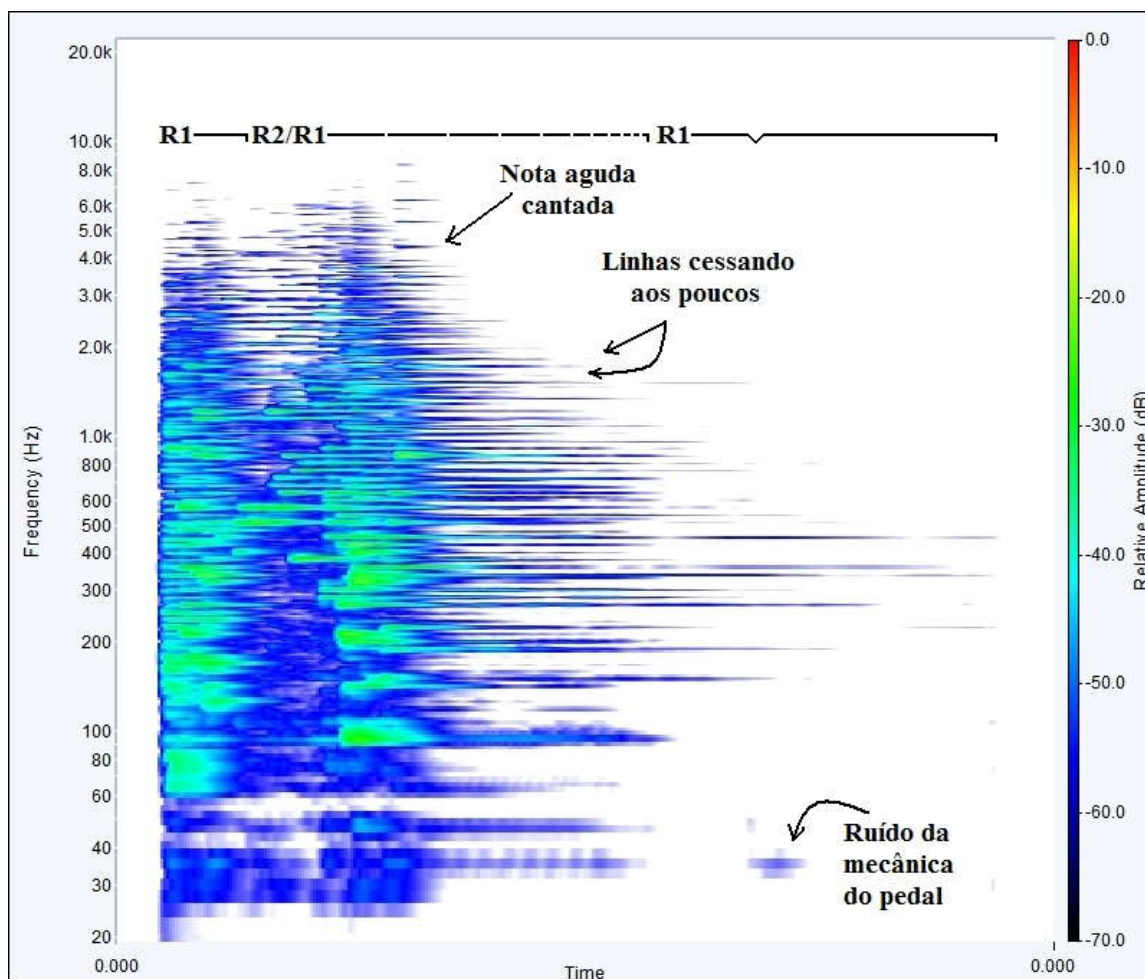 20.0k
0.0
R1 R2/R1 R1
10.0k
-10.0
8.0k
Nota aguda
cantada
6.0k
5.0k
4.0k
Linhas cessando
aos poucos
3.0k
-20.0
2.0k
-30.0
1.0k
800
600
500
400
300
200
100
80
60
40
30
20
Frequency (Hz)
-40.0
-50.0
-60.0
-70.0
Relative Amplitude (dB)
Ruído da
mecânica
do pedal
0.000 Time 0.000